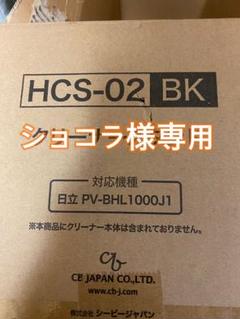 HCS-02 BK
ショコラ様専用
対応機種
日立 PV-BHL1000J1
※本商品にクリーナー本体は含まれておりません。
cb
CB JAPAN CO.,LTD.
www.cb-j.com
株式会社 シービージャパン